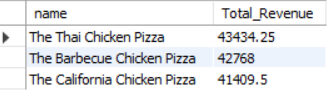 name Total_Revenue
The Thai Chicken Pizza 43434.25
The Barbecue Chicken Pizza 42768
The California Chicken Pizza 41409.5